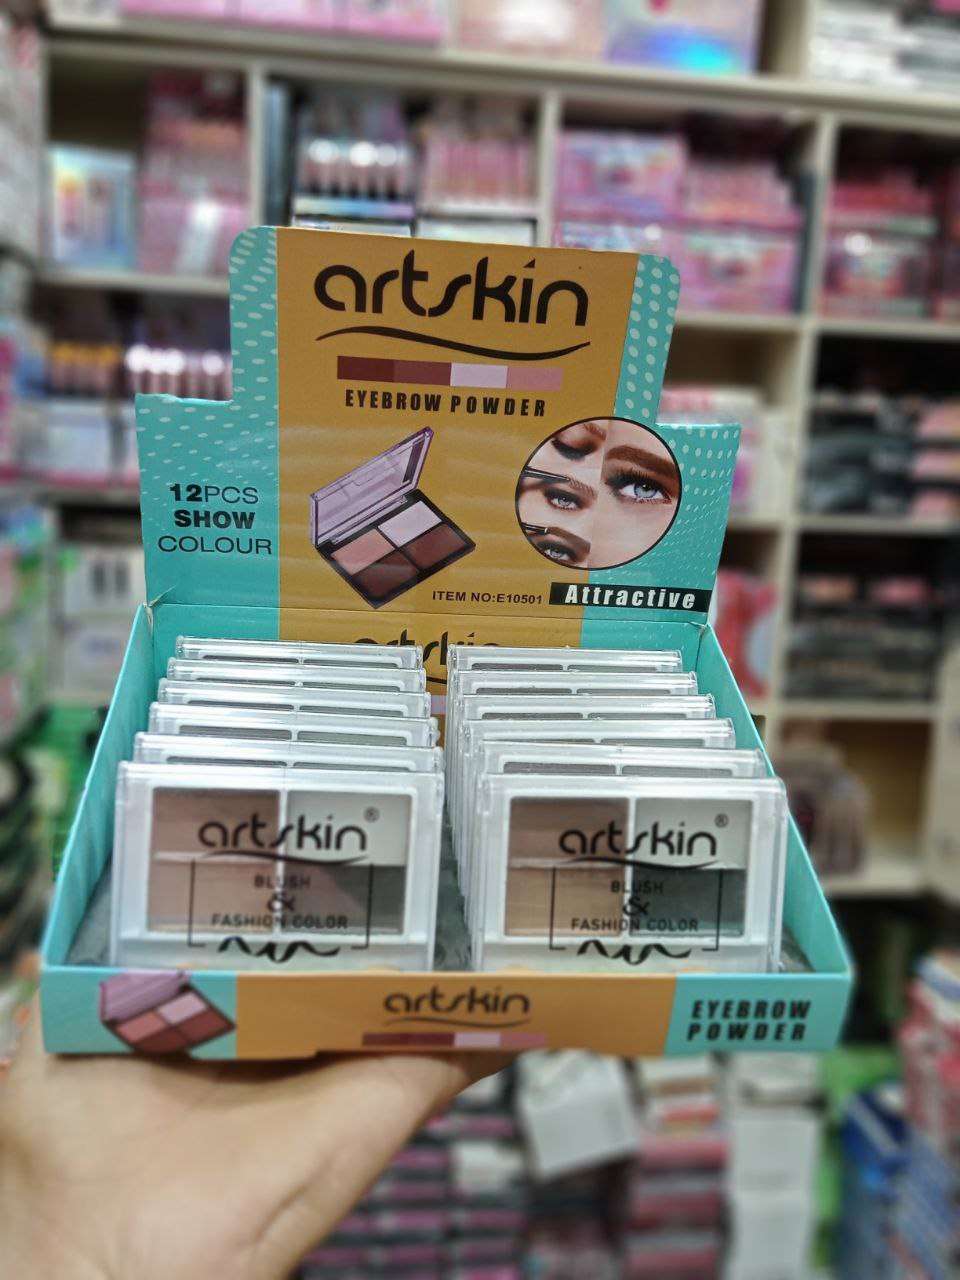 artskin
EYEBROW POWDER
12PCS
SHOW
COLOUR
ITEM NO:E10501
Attractive
artskin
artskin®
BLUSH
&
FASHION COLOR
artskin®
BLUSH
&
FASHION COLOR
artskin
EYEBROW
POWDER